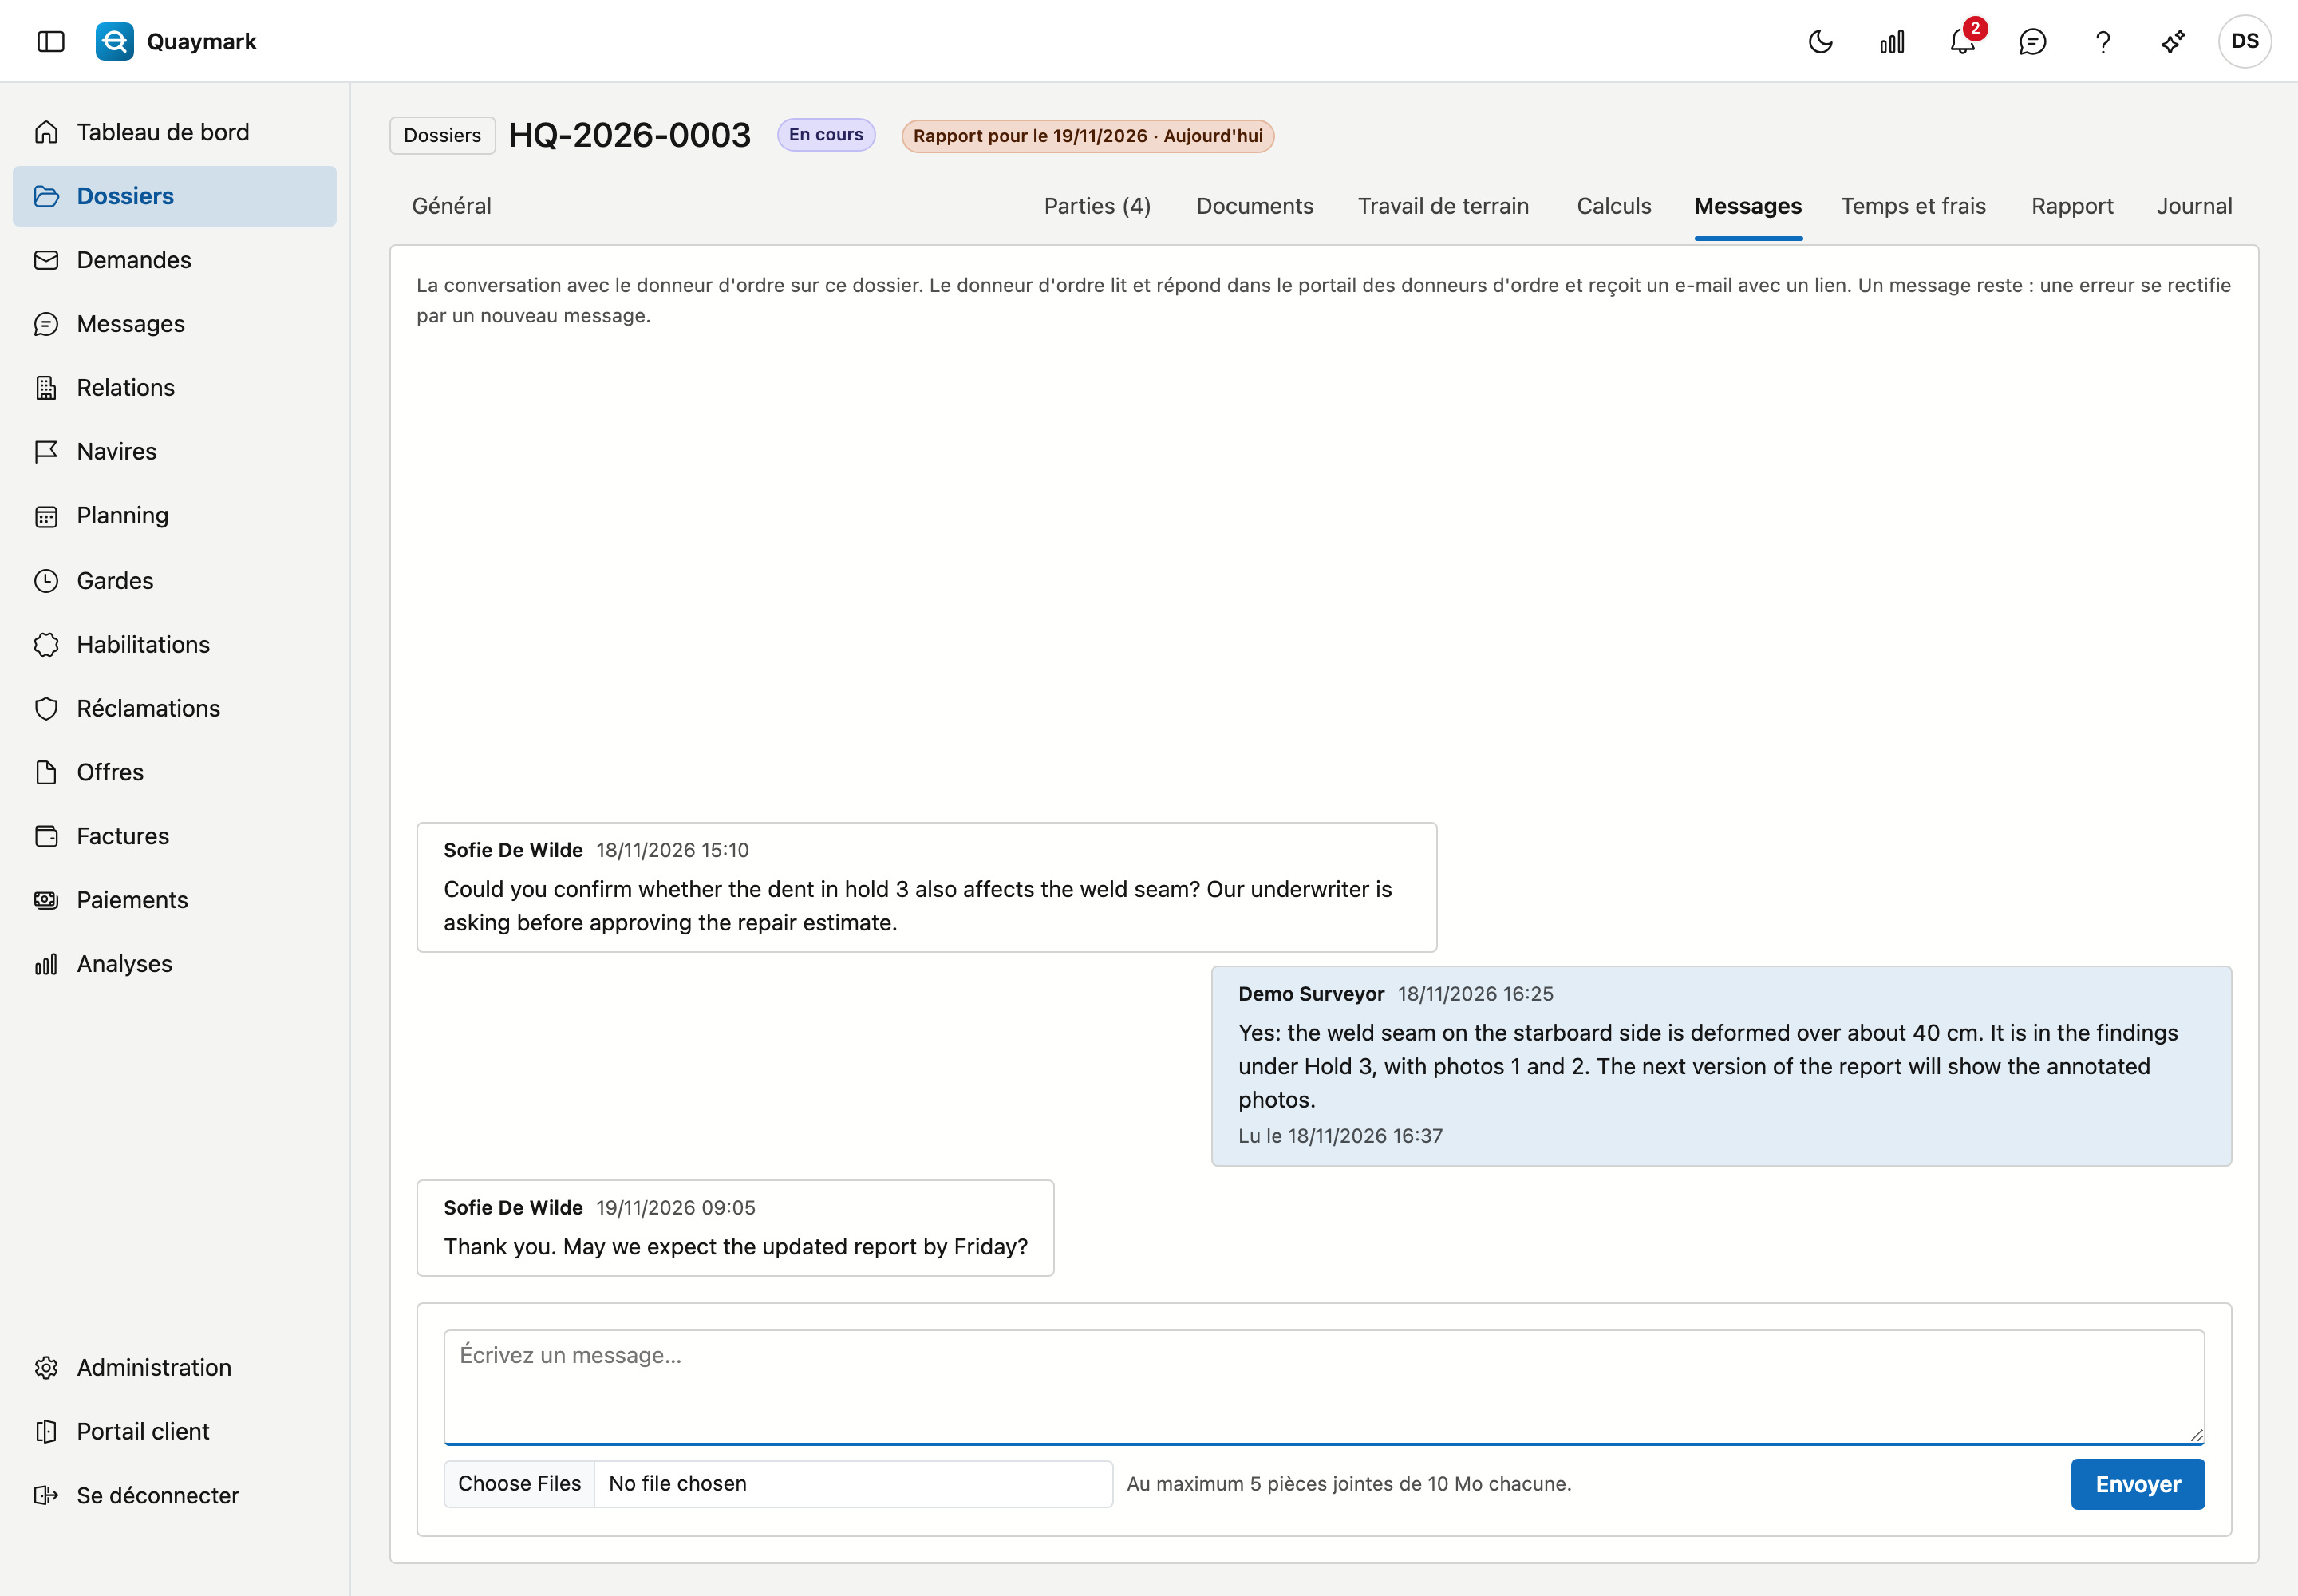 Quaymark
2
DS
Tableau de bord
Dossiers
Demandes
Messages
Relations
Navires
Planning
Gardes
Habilitations
Réclamations
Offres
Factures
Paiements
Analyses
Administration
Portail client
Se déconnecter
Dossiers HQ-2026-0003 En cours Rapport pour le 19/11/2026 · Aujourd'hui
Général Parties (4) Documents Travail de terrain Calculs Messages Temps et frais Rapport Journal
La conversation avec le donneur d'ordre sur ce dossier. Le donneur d'ordre lit et répond dans le portail des donneurs d'ordre et reçoit un e-mail avec un lien. Un message reste : une erreur se rectifie
par un nouveau message.
Sofie De Wilde 18/11/2026 15:10
Could you confirm whether the dent in hold 3 also affects the weld seam? Our underwriter is
asking before approving the repair estimate.
Demo Surveyor 18/11/2026 16:25
Yes: the weld seam on the starboard side is deformed over about 40 cm. It is in the findings
under Hold 3, with photos 1 and 2. The next version of the report will show the annotated
photos.
Lu le 18/11/2026 16:37
Sofie De Wilde 19/11/2026 09:05
Thank you. May we expect the updated report by Friday?
Écrivez un message...
Choose Files No file chosen Au maximum 5 pièces jointes de 10 Mo chacune.
Envoyer